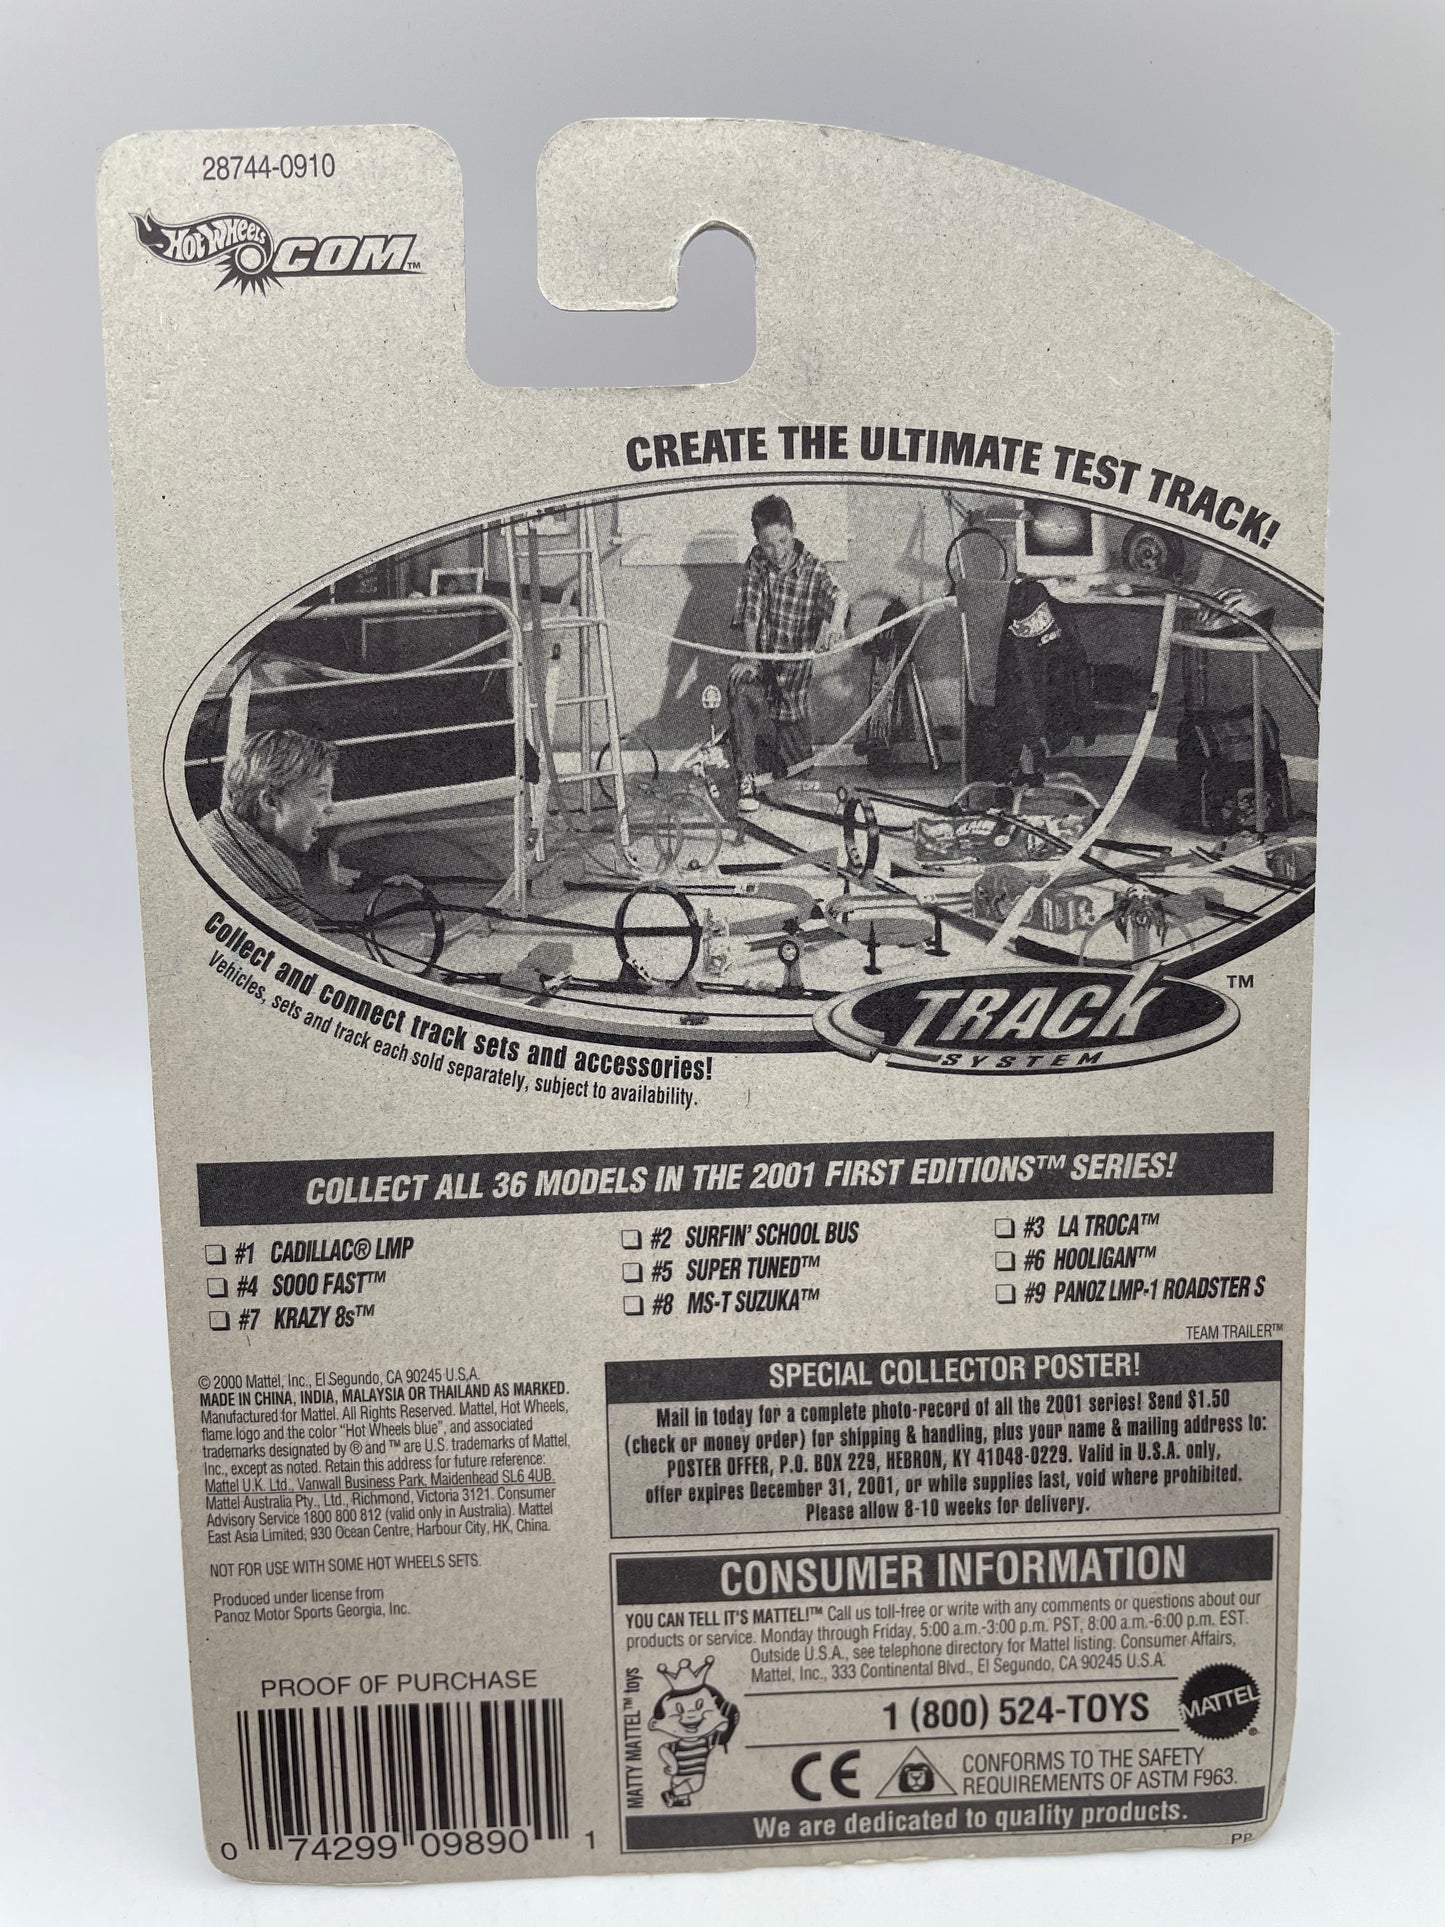 28744-0910
Hot Wheels.COM™
CREATE THE ULTIMATE TEST TRACK!
Collect and connect track sets and accessories!
Vehicles, sets and track each sold separately, subject to availability.
TRACK™
SYSTEM
COLLECT ALL 36 MODELS IN THE 2001 FIRST EDITIONS™ SERIES!
#1 CADILLAC® LMP
#2 SURFIN' SCHOOL BUS
#3 LA TROCA™
#4 SOOO FAST™
#5 SUPER TUNED™
#6 HOOLIGAN™
#7 KRAZY 8s™
#8 MS-T SUZUKA™
#9 PANOZ LMP-1 ROADSTER S
TEAM TRAILER™
© 2000 Mattel, Inc., El Segundo, CA 90245 U.S.A.
MADE IN CHINA, INDIA, MALAYSIA OR THAILAND AS MARKED.
Manufactured for Mattel. All Rights Reserved. Mattel, Hot Wheels,
flame logo and the color "Hot Wheels blue", and associated
trademarks designated by ® and ™ are U.S. trademarks of Mattel,
Inc., except as noted. Retain this address for future reference:
Mattel U.K. Ltd., Vanwall Business Park, Maidenhead SL6 4UB.
Mattel Australia Pty., Ltd., Richmond, Victoria 3121. Consumer
Advisory Service 1800 800 812 (valid only in Australia). Mattel
East Asia Limited, 930 Ocean Centre, Harbour City, HK, China.
NOT FOR USE WITH SOME HOT WHEELS SETS.
Produced under license from
Panoz Motor Sports Georgia, Inc.
PROOF OF PURCHASE
0 74299 09890 1
SPECIAL COLLECTOR POSTER!
Mail in today for a complete photo-record of all the 2001 series! Send $1.50
(check or money order) for shipping & handling, plus your name & mailing address to:
POSTER OFFER, P.O. BOX 229, HEBRON, KY 41048-0229. Valid in U.S.A. only,
offer expires December 31, 2001, or while supplies last, void where prohibited.
Please allow 8-10 weeks for delivery.
CONSUMER INFORMATION
YOU CAN TELL IT'S MATTEL!™ Call us toll-free or write with any comments or questions about our
products or service. Monday through Friday, 5:00 a.m.-3:00 p.m. PST, 8:00 a.m.-6:00 p.m. EST.
Outside U.S.A., see telephone directory for Mattel listing. Consumer Affairs,
Mattel, Inc., 333 Continental Blvd., El Segundo, CA 90245 U.S.A.
MATTY MATTEL™ toys
1 (800) 524-TOYS
MATTEL®
CE
CONFORMS TO THE SAFETY
REQUIREMENTS OF ASTM F963.
We are dedicated to quality products.
PP